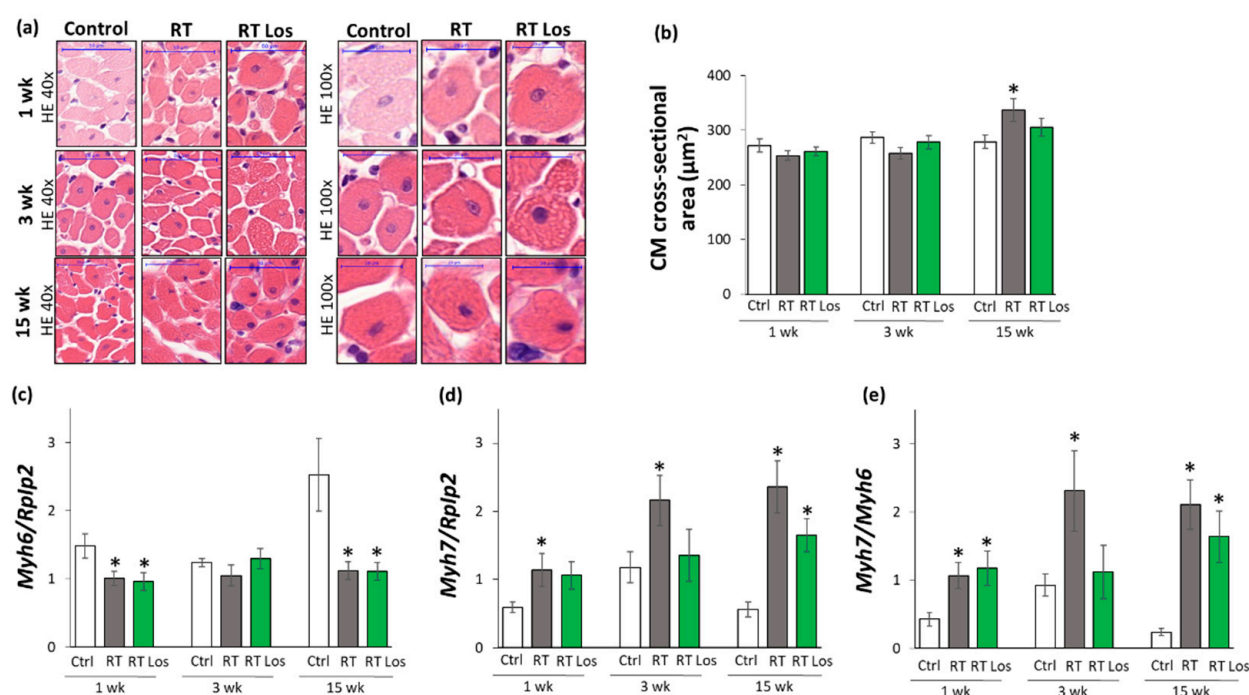 (a)
Control RT RT Los Control RT RT Los
1 wk
HE 40x
HE 100x
3 wk
HE 40x
HE 100x
15 wk
HE 40x
HE 100x
(b)
CM cross-sectional
area (µm²)
400
300
200
100
0
Ctrl RT RT Los Ctrl RT RT Los Ctrl RT RT Los
1 wk 3 wk 15 wk
*
(c)
Myh6/Rplp2
3
2
1
0
* * * *
Ctrl RT RT Los Ctrl RT RT Los Ctrl RT RT Los
1 wk 3 wk 15 wk
(d)
Myh7/Rplp2
3
2
1
0
* * * *
Ctrl RT RT Los Ctrl RT RT Los Ctrl RT RT Los
1 wk 3 wk 15 wk
(e)
Myh7/Myh6
3
2
1
0
* * * * *
Ctrl RT RT Los Ctrl RT RT Los Ctrl RT RT Los
1 wk 3 wk 15 wk